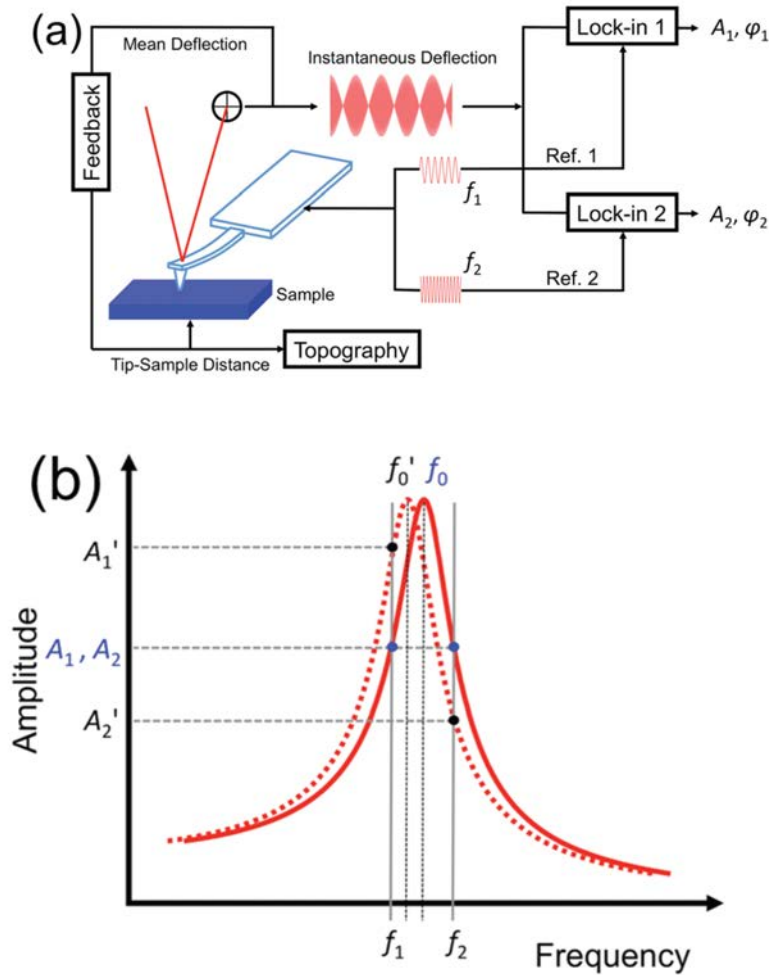 (a)
Mean Deflection
Instantaneous Deflection
Lock-in 1
A₁, φ₁
Feedback
Ref. 1
f₁
Lock-in 2
A₂, φ₂
f₂
Ref. 2
Sample
Tip-Sample Distance
Topography
(b)
f₀' f₀
A₁'
A₁ , A₂
A₂'
Amplitude
f₁ f₂
Frequency